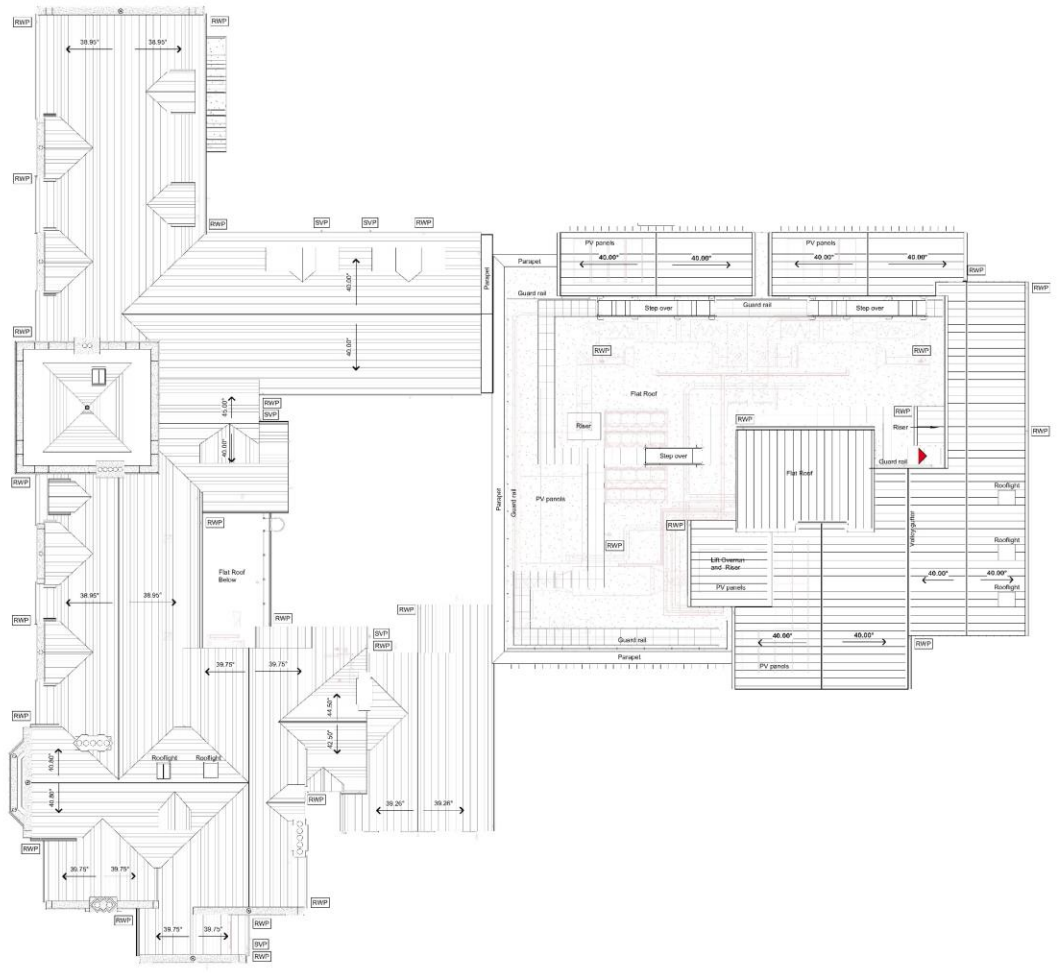 RWP
RWP
38.95° 38.95°
RWP
RWP
SVP
SVP
RWP
PV panels
PV panels
40.00° 40.00°
40.00° 40.00°
Parapet
Parapet
40.00°
RWP
RWP
Guard rail
Guard rail
Step over
Step over
RWP
40.00°
RWP
RWP
Flat Roof
45.00°
RWP
SVP
RWP
RWP
Riser
Riser
RWP
40.00°
Flat Roof
Guard rail
Step over
RWP
Rooflight
Parapet
Guard rail
PV panels
RWP
RWP
Valley gutter
RWP
Rooflight
Flat Roof
Below
Lift Overrun
and Riser
PV panels
40.00° 40.00°
Rooflight
38.95° 38.95°
RWP
RWP
SVP
RWP
Guard rail
Parapet
40.00° 40.00°
RWP
PV panels
39.75° 39.75°
44.50°
42.50°
RWP
40.80°
Rooflight
Rooflight
40.80°
RWP
39.26° 39.26°
RWP
39.75° 39.75°
RWP
RWP
RWP
39.75° 39.75°
SVP
RWP